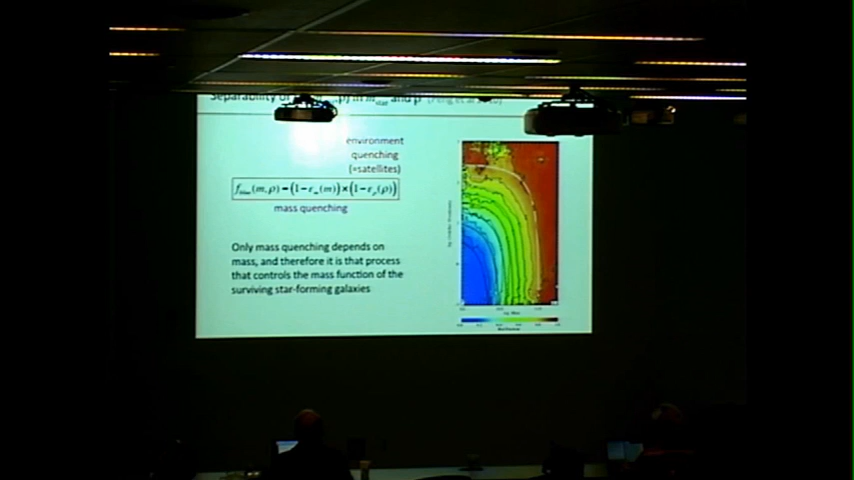 Separability of
and ρ
environment
quenching
(≈satellites)
f_blue(m,ρ) = (1−ε_m(m))×(1−ε_ρ(ρ))
mass quenching
Only mass quenching depends on
mass, and therefore it is that process
that controls the mass function of the
surviving star-forming galaxies